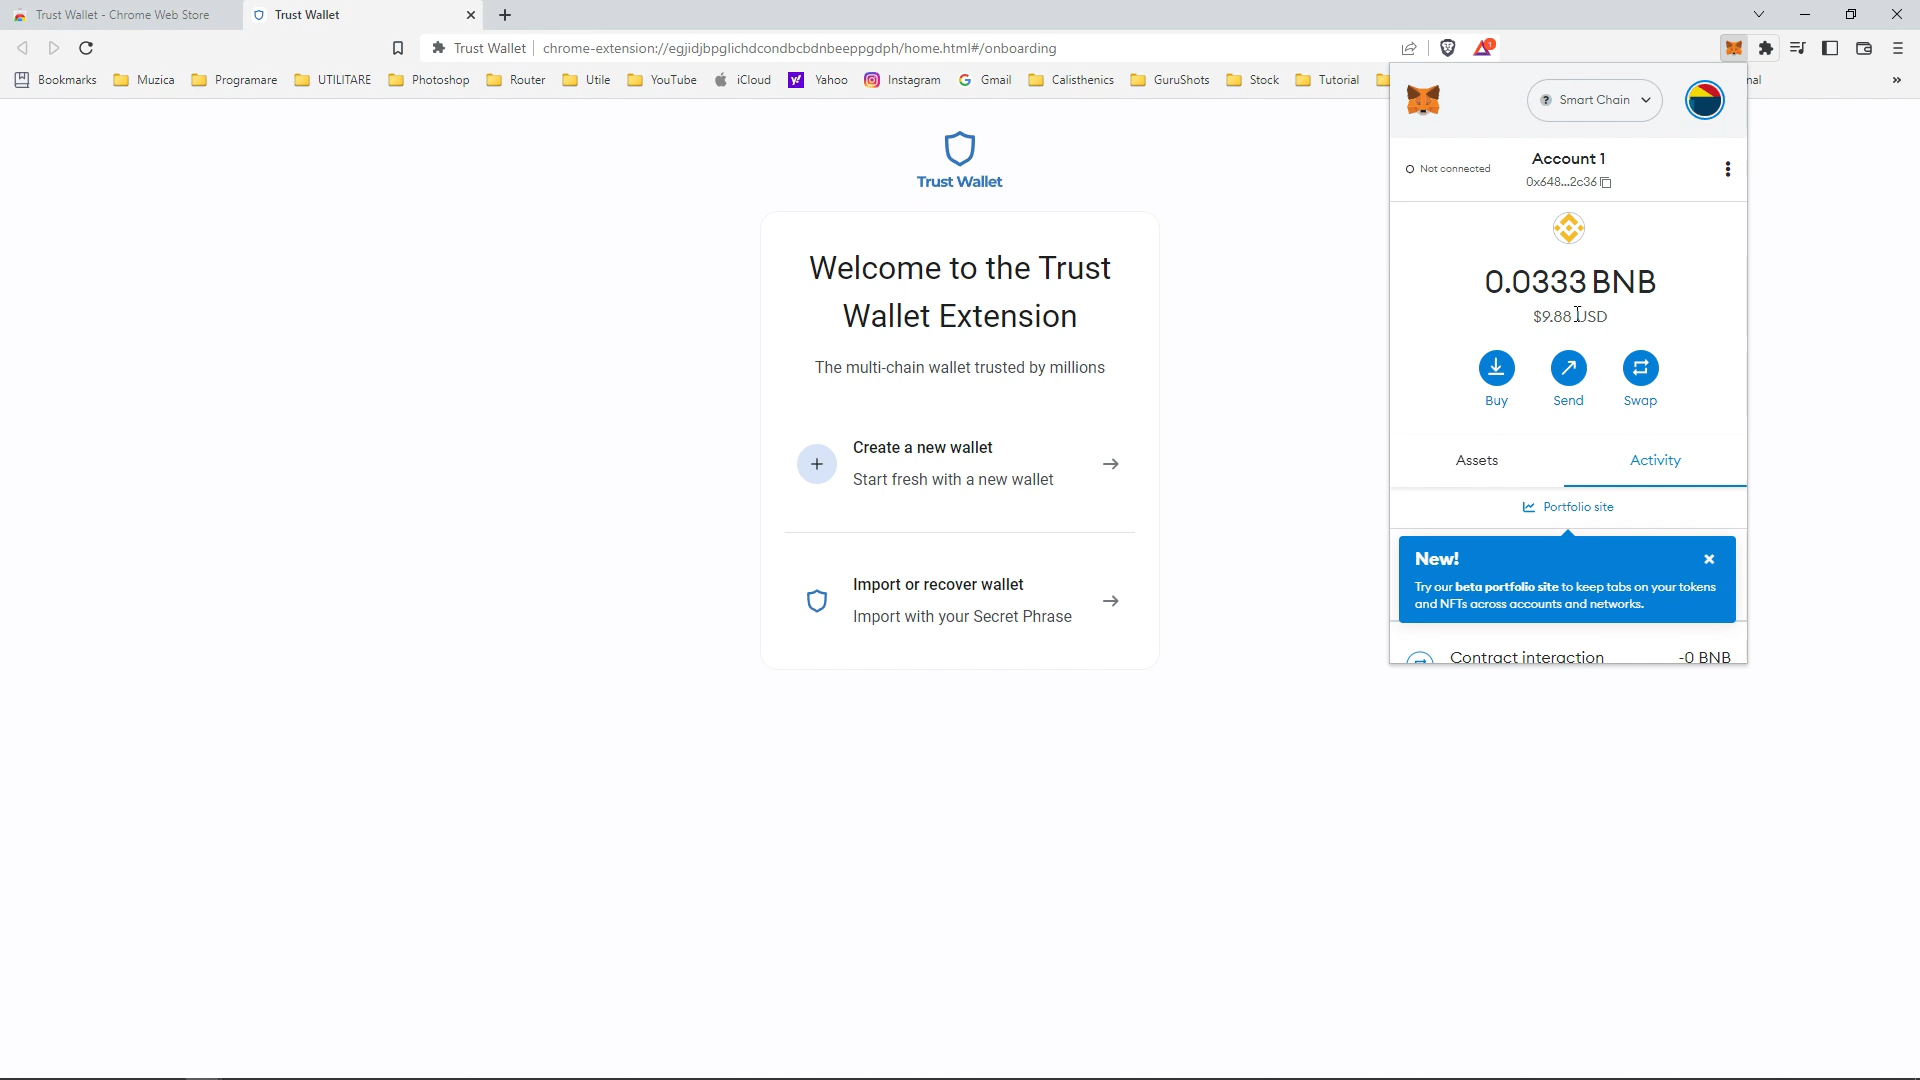 Trust Wallet - Chrome Web Store
Trust Wallet
Trust Wallet
chrome-extension://egjidjbpglichdcondbcbdnbeeppgdph/home.html#/onboarding
1
Bookmarks
Muzica
Programare
UTILITARE
Photoshop
Router
Utile
YouTube
iCloud
Yahoo
Instagram
Gmail
Calisthenics
GuruShots
Stock
Tutorial
nal
»
Trust Wallet
Welcome to the Trust
Wallet Extension
The multi-chain wallet trusted by millions
Create a new wallet
Start fresh with a new wallet
Import or recover wallet
Import with your Secret Phrase
? Smart Chain
Not connected
Account 1
0x648...2c36
0.0333 BNB
$9.88 USD
Buy
Send
Swap
Assets
Activity
Portfolio site
New!
Try our beta portfolio site to keep tabs on your tokens
and NFTs across accounts and networks.
Contract interaction
-0 BNB